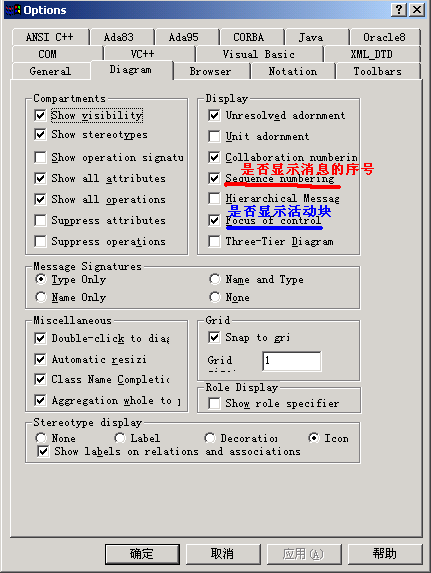 Options
ANSI C++ Ada83 Ada95 CORBA Java Oracle8
COM VC++ Visual Basic XML_DTD
General Diagram Browser Notation Toolbars
Compartments
Show visibility
Show stereotypes
Show operation signatu
Show all attributes
Show all operations
Suppress attributes
Suppress operations
Display
Unresolved adornment
Unit adornment
Collaboration numberin
是否显示消息的序号
Sequence numbering
Hierarchical Messag
是否显示活动块
Focus of control
Three-Tier Diagram
Message Signatures
Type Only Name and Type
Name Only None
Miscellaneous
Double-click to diag
Automatic resizi
Class Name Completic
Aggregation whole to p
Grid
Snap to gri
Grid 1
Role Display
Show role specifier
Stereotype display
None Label Decoration Icon
Show labels on relations and associations
确定 取消 应用(A) 帮助